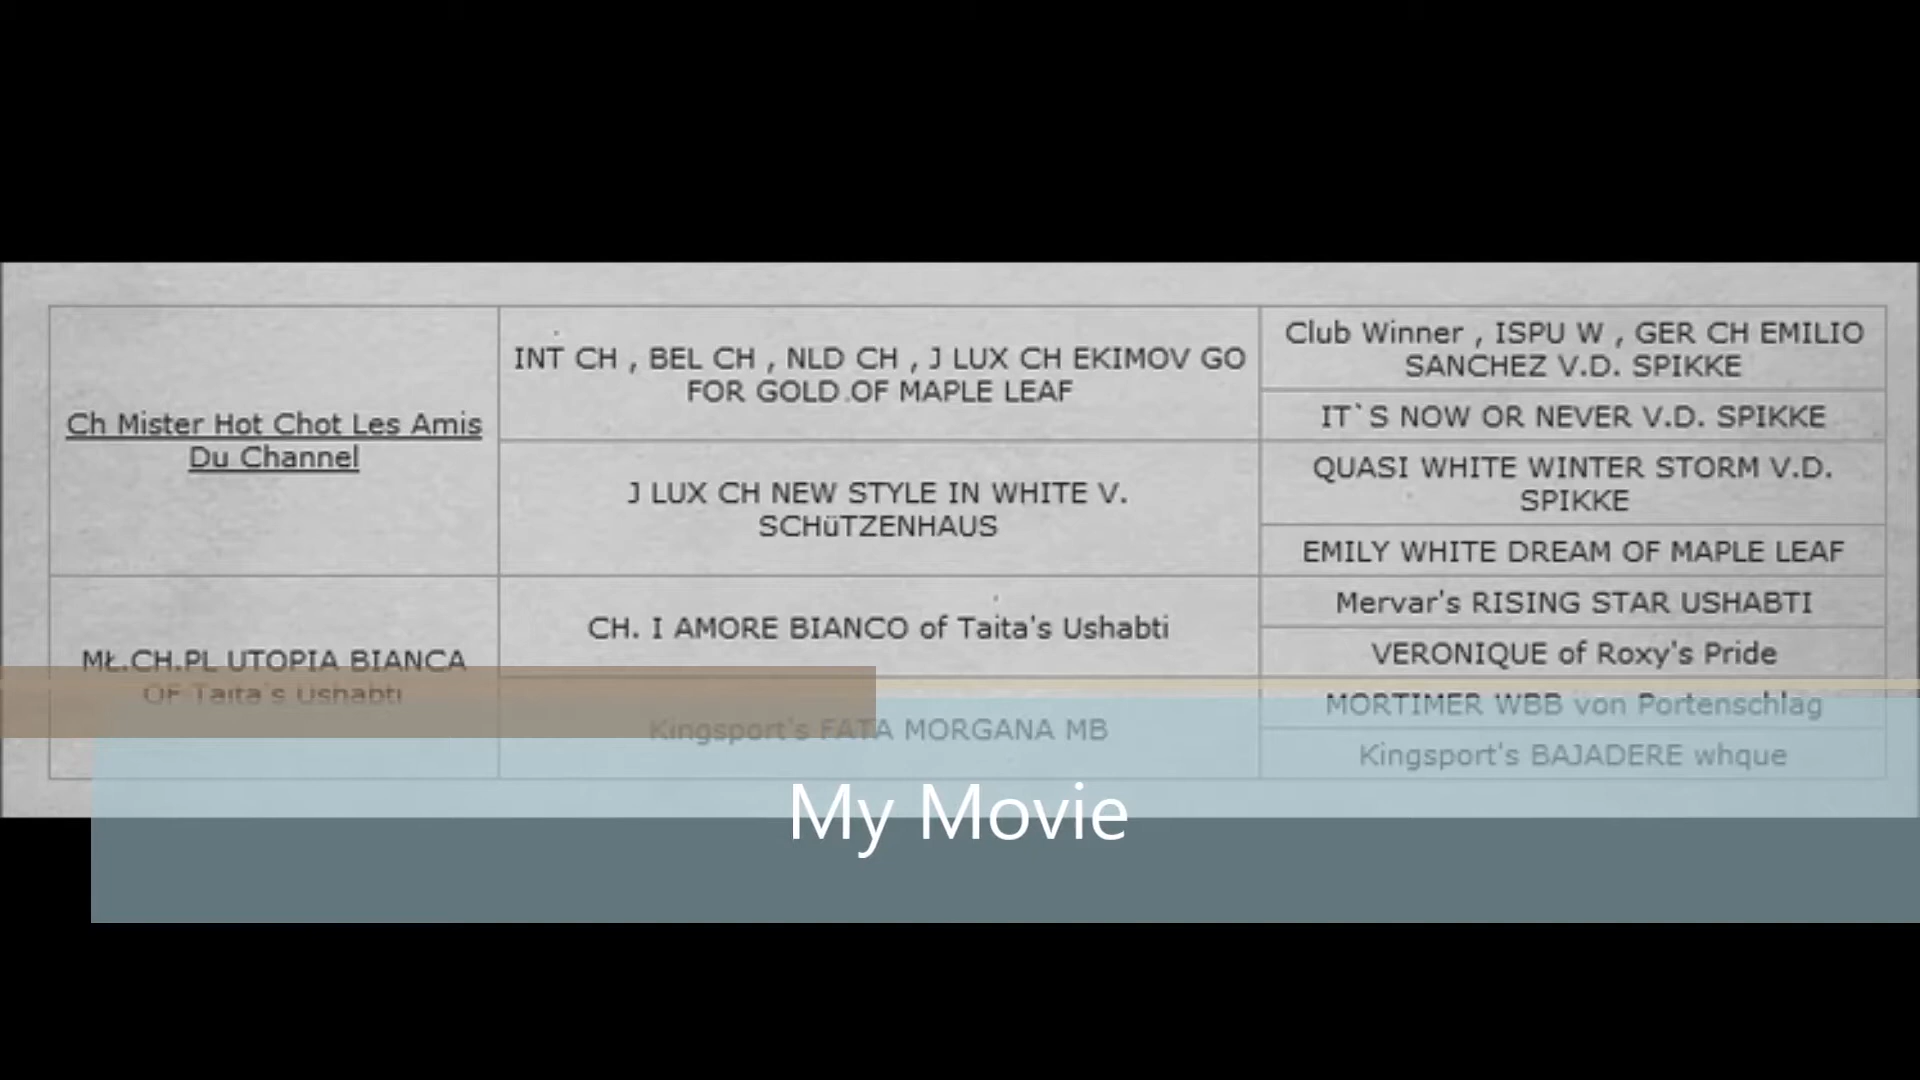 Ch Mister Hot Chot Les Amis
Du Channel
INT CH , BEL CH , NLD CH , J LUX CH EKIMOV GO
FOR GOLD OF MAPLE LEAF
Club Winner , ISPU W , GER CH EMILIO
SANCHEZ V.D. SPIKKE
IT`S NOW OR NEVER V.D. SPIKKE
J LUX CH NEW STYLE IN WHITE V.
SCHüTZENHAUS
QUASI WHITE WINTER STORM V.D.
SPIKKE
EMILY WHITE DREAM OF MAPLE LEAF
MŁ.CH.PL UTOPIA BIANCA
OF Taita's Ushabti
CH. I AMORE BIANCO of Taita's Ushabti
Mervar's RISING STAR USHABTI
VERONIQUE of Roxy's Pride
Kingsport's FATA MORGANA MB
MORTIMER WBB von Portenschlag
Kingsport's BAJADERE whque
My Movie